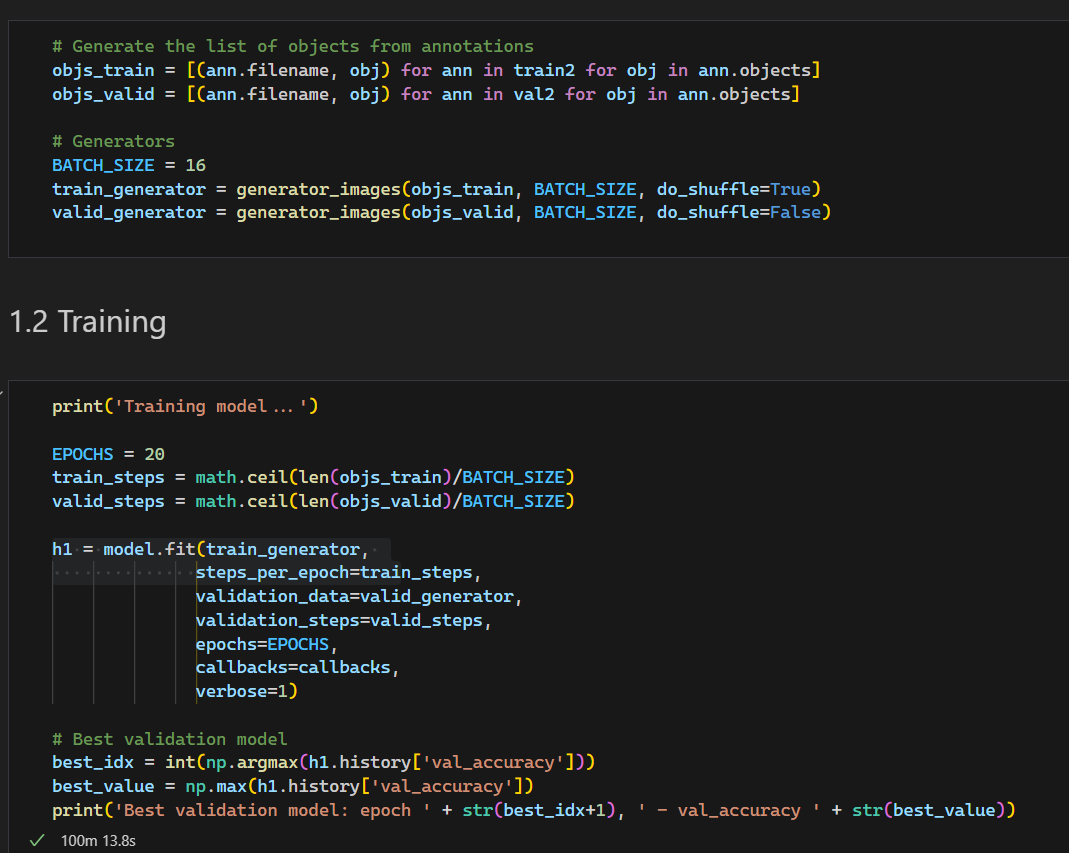 # Generate the list of objects from annotations
objs_train = [(ann.filename, obj) for ann in train2 for obj in ann.objects]
objs_valid = [(ann.filename, obj) for ann in val2 for obj in ann.objects]
# Generators
BATCH_SIZE = 16
train_generator = generator_images(objs_train, BATCH_SIZE, do_shuffle=True)
valid_generator = generator_images(objs_valid, BATCH_SIZE, do_shuffle=False)
1.2 Training
print('Training model...')
EPOCHS = 20
train_steps = math.ceil(len(objs_train)/BATCH_SIZE)
valid_steps = math.ceil(len(objs_valid)/BATCH_SIZE)
h1 = model.fit(train_generator,
steps_per_epoch=train_steps,
validation_data=valid_generator,
validation_steps=valid_steps,
epochs=EPOCHS,
callbacks=callbacks,
verbose=1)
# Best validation model
best_idx = int(np.argmax(h1.history['val_accuracy']))
best_value = np.max(h1.history['val_accuracy'])
print('Best validation model: epoch ' + str(best_idx+1), ' - val_accuracy ' + str(best_value))
100m 13.8s